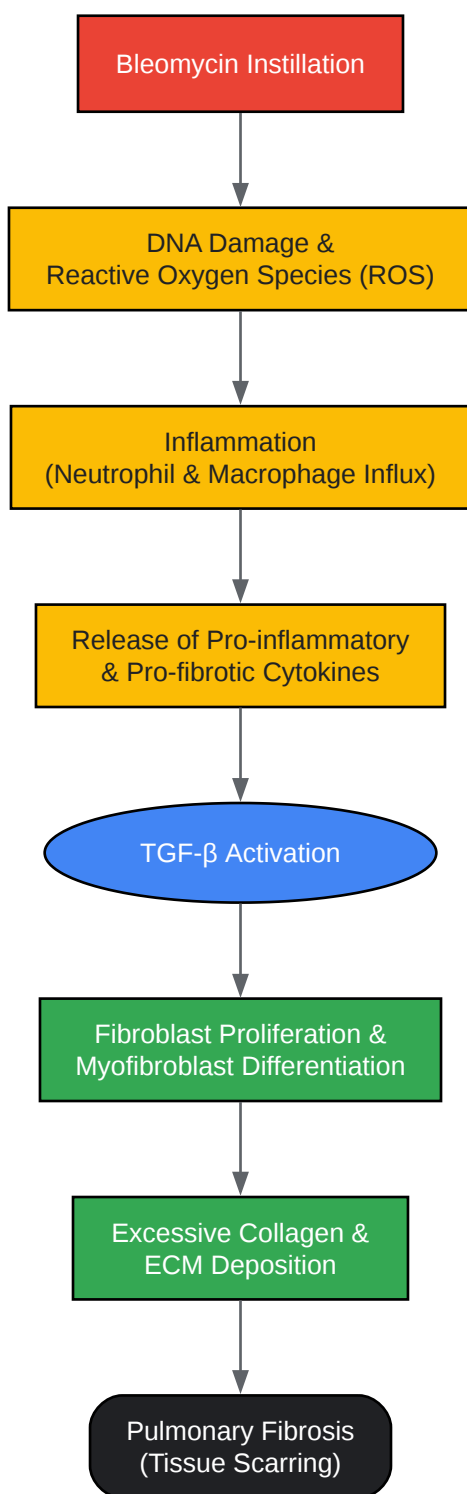 Bleomycin Instillation
DNA Damage &
Reactive Oxygen Species (ROS)
Inflammation
(Neutrophil & Macrophage Influx)
Release of Pro-inflammatory
& Pro-fibrotic Cytokines
TGF-β Activation
Fibroblast Proliferation &
Myofibroblast Differentiation
Excessive Collagen &
ECM Deposition
Pulmonary Fibrosis
(Tissue Scarring)